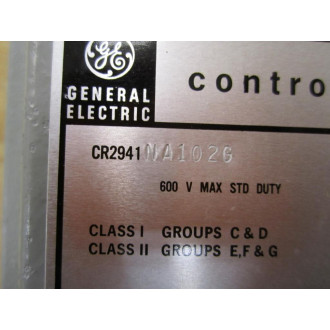 GE
contro
GENERAL
ELECTRIC
CR2941 NA102G
600 V MAX STD DUTY
CLASS I GROUPS C & D
CLASS II GROUPS E,F & G